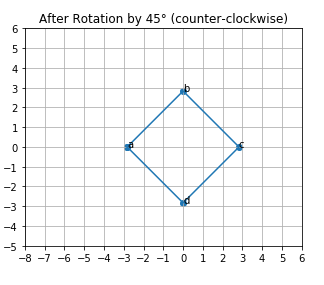 After Rotation by 45° (counter-clockwise)
6
5
4
3
2
1
0
−1
−2
−3
−4
−5
b
a
c
d
−8 −7 −6 −5 −4 −3 −2 −1 0 1 2 3 4 5 6